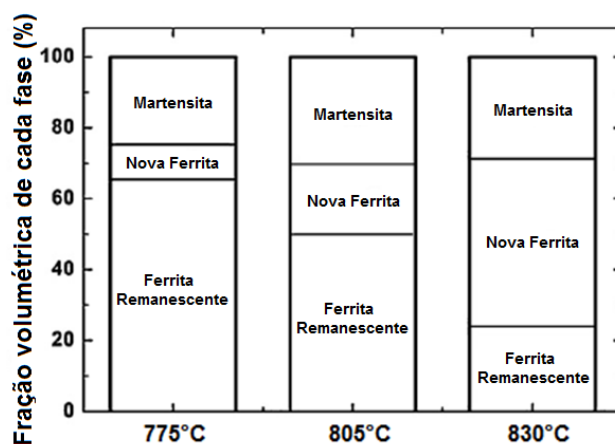 Fração volumétrica de cada fase (%)
100
80
60
40
20
0
Martensita
Nova Ferrita
Ferrita
Remanescente
775°C
Martensita
Nova Ferrita
Ferrita
Remanescente
805°C
Martensita
Nova Ferrita
Ferrita
Remanescente
830°C